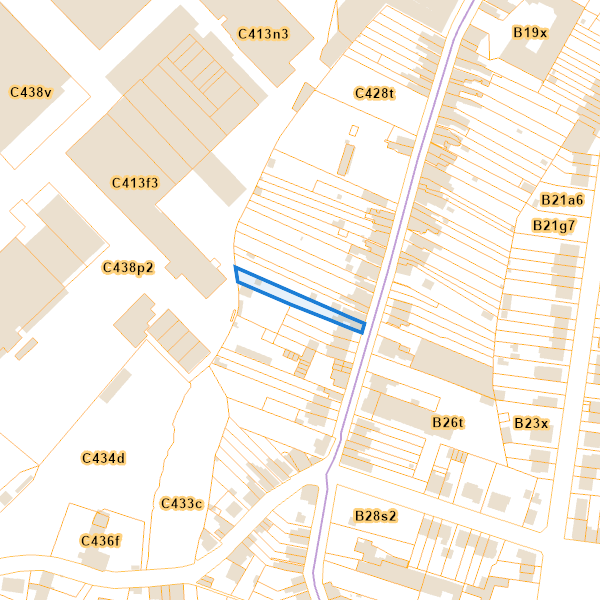 B19x
C413n3
C438v
C428t
C413f3
B21a6
B21g7
C438p2
B26t
B23x
C434d
C433c
B28s2
C436f